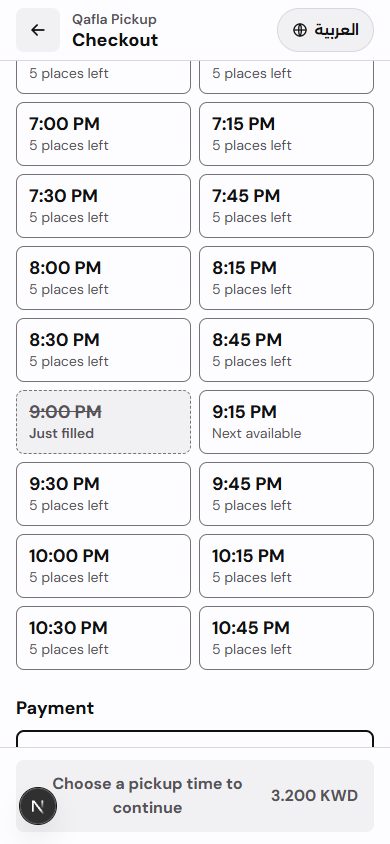 Qafla Pickup
Checkout
العربية
5 places left
5 places left
7:00 PM
7:15 PM
5 places left
5 places left
7:30 PM
7:45 PM
5 places left
5 places left
8:00 PM
8:15 PM
5 places left
5 places left
8:30 PM
8:45 PM
5 places left
5 places left
9:00 PM
9:15 PM
Just filled
Next available
9:30 PM
9:45 PM
5 places left
5 places left
10:00 PM
10:15 PM
5 places left
5 places left
10:30 PM
10:45 PM
5 places left
5 places left
Payment
Choose a pickup time to
continue
3.200 KWD
N